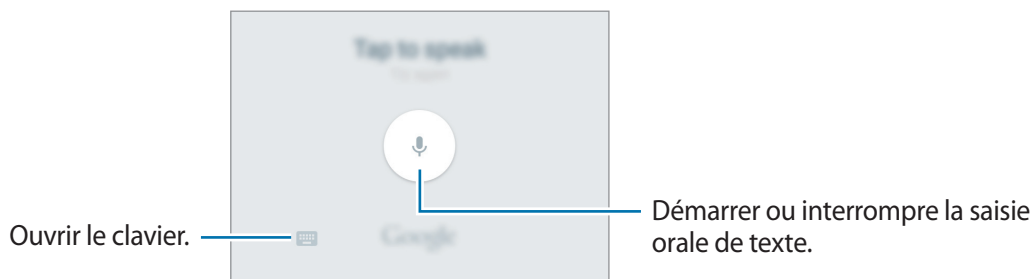 Tap to speak
Démarrer ou interrompre la saisie
orale de texte.
Ouvrir le clavier.
Google